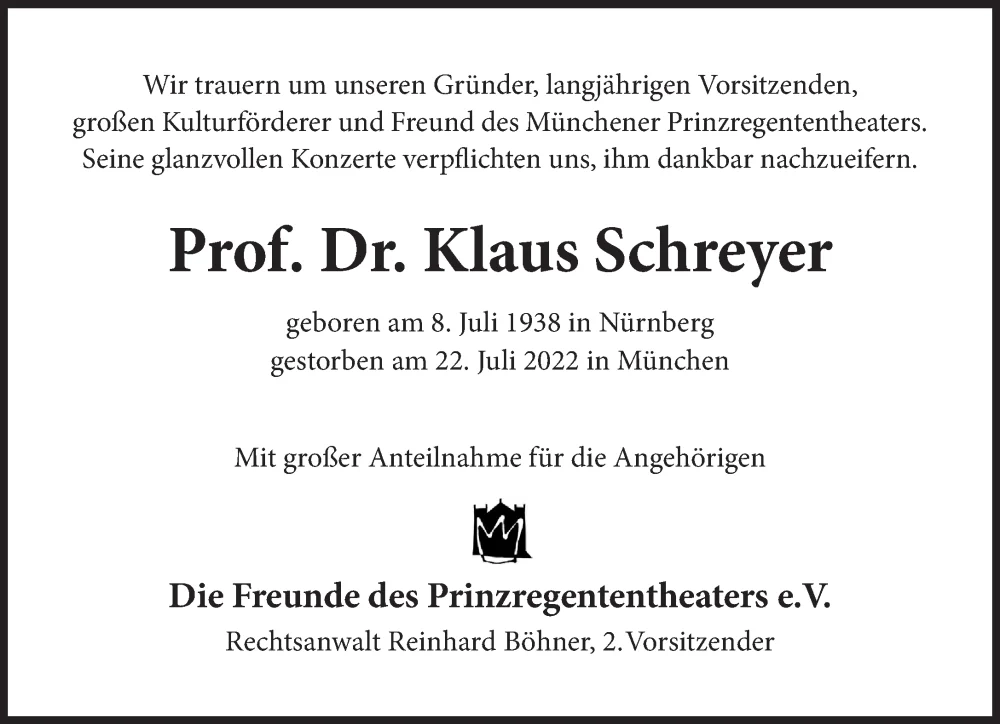 Wir trauern um unseren Gründer, langjährigen Vorsitzenden,
großen Kulturförderer und Freund des Münchener Prinzregententheaters.
Seine glanzvollen Konzerte verpflichten uns, ihm dankbar nachzueifern.
Prof. Dr. Klaus Schreyer
geboren am 8. Juli 1938 in Nürnberg
gestorben am 22. Juli 2022 in München
Mit großer Anteilnahme für die Angehörigen
Die Freunde des Prinzregententheaters e.V.
Rechtsanwalt Reinhard Böhner, 2. Vorsitzender